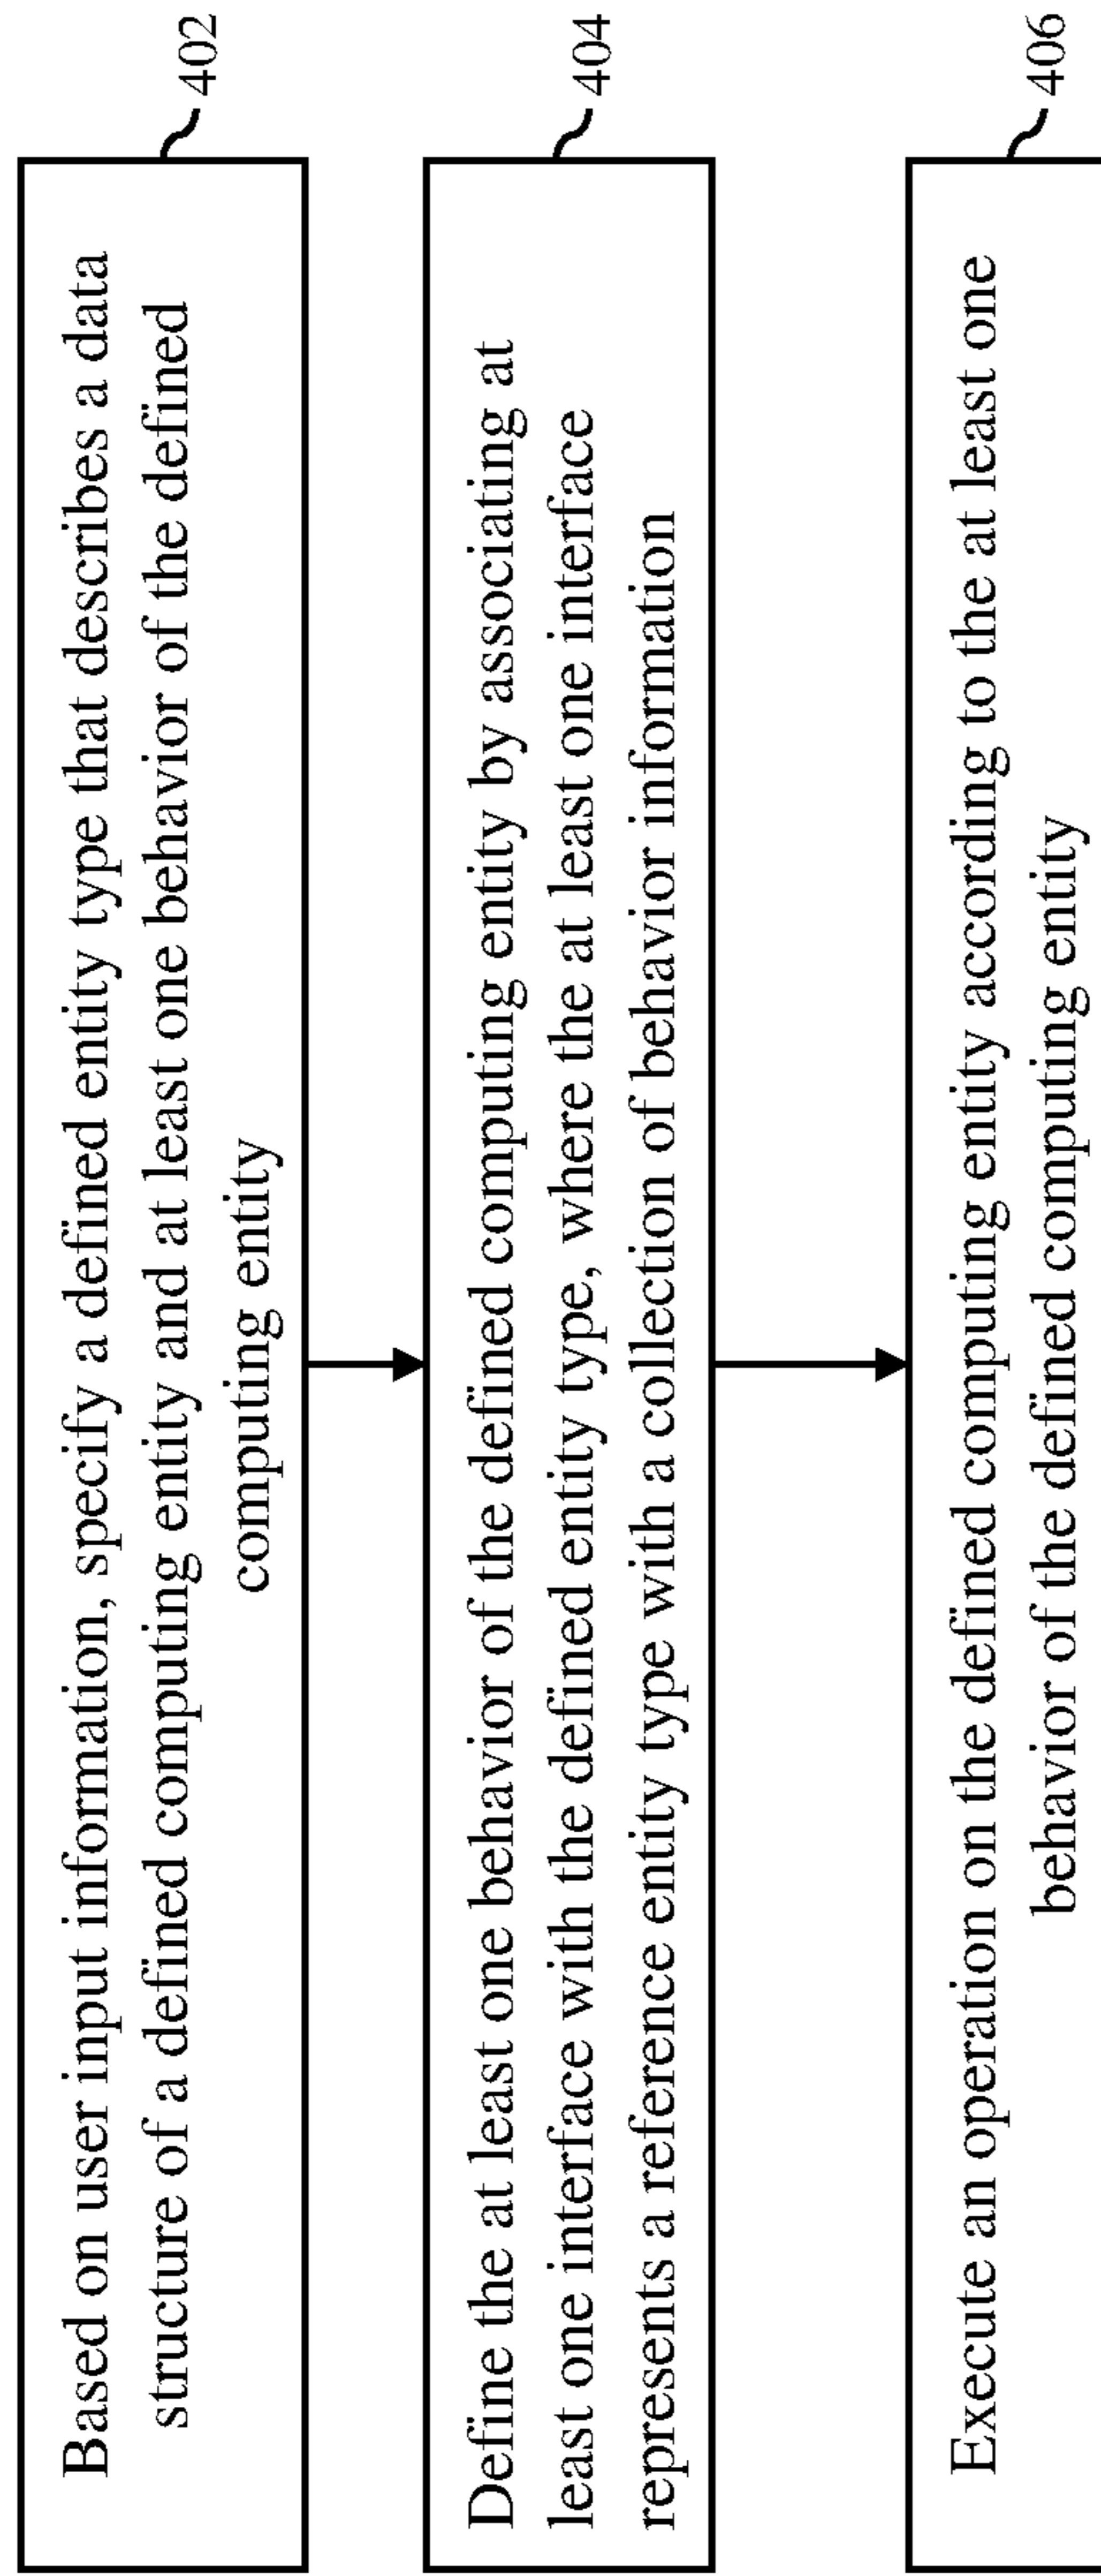 Based on user input information, specify a defined entity type that describes a data
structure of a defined computing entity and at least one behavior of the defined
computing entity
402
Define the at least one behavior of the defined computing entity by associating at
least one interface with the defined entity type, where the at least one interface
represents a reference entity type with a collection of behavior information
404
Execute an operation on the defined computing entity according to the at least one
behavior of the defined computing entity
406